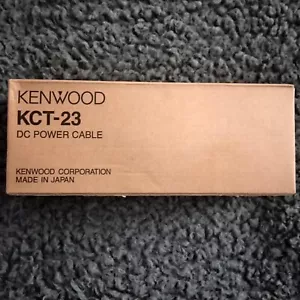 KENWOOD
KCT-23
DC POWER CABLE
KENWOOD CORPORATION
MADE IN JAPAN